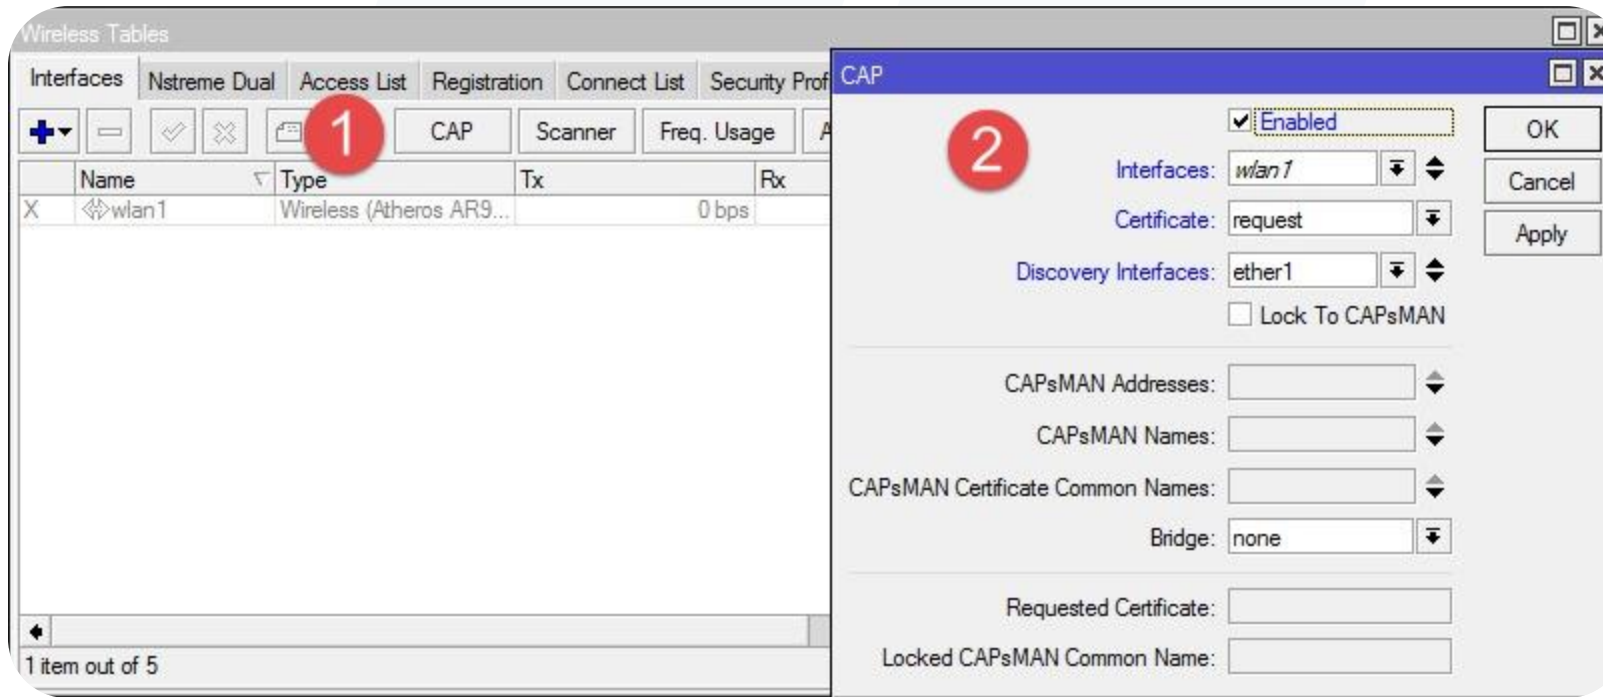 Wireless Tables
Interfaces Nstreme Dual Access List Registration Connect List Security Prof
1 CAP Scanner Freq. Usage A
Name Type Tx Rx
X wlan1 Wireless (Atheros AR9... 0 bps
1 item out of 5
CAP
2
Enabled
Interfaces: wlan1
Certificate: request
Discovery Interfaces: ether1
Lock To CAPsMAN
CAPsMAN Addresses:
CAPsMAN Names:
CAPsMAN Certificate Common Names:
Bridge: none
Requested Certificate:
Locked CAPsMAN Common Name:
OK
Cancel
Apply